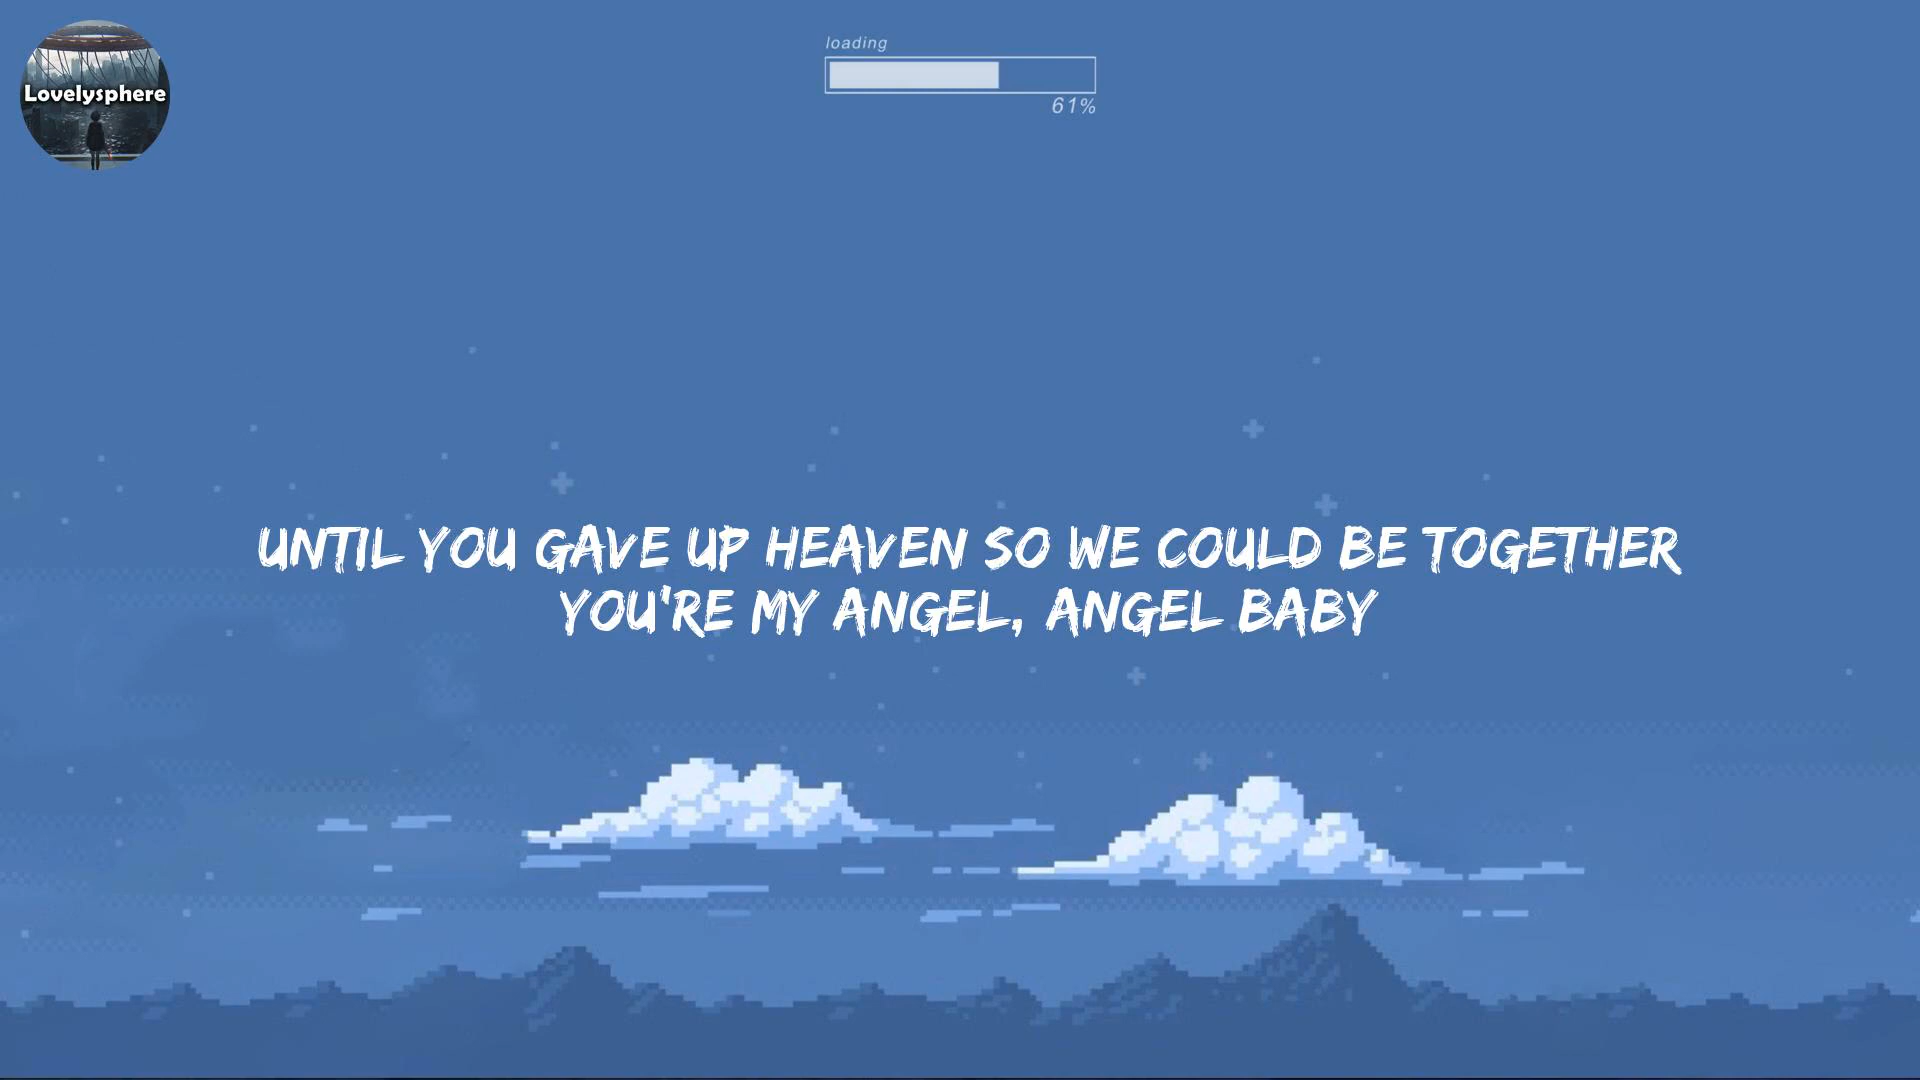 Lovelysphere
loading
61%
UNTIL YOU GAVE UP HEAVEN SO WE COULD BE TOGETHER
YOU'RE MY ANGEL, ANGEL BABY